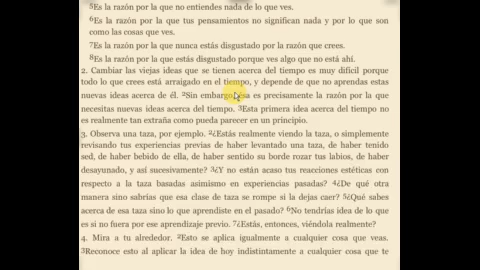 ⁵Es la razón por la que no entiendes nada de lo que ves.
⁶Es la razón por la que tus pensamientos no significan nada y por lo que son
como las cosas que ves.
⁷Es la razón por la que nunca estás disgustado por la razón que crees.
⁸Es la razón por la que estás disgustado porque ves algo que no está ahí.
2. Cambiar las viejas ideas que se tienen acerca del tiempo es muy difícil porque
todo lo que crees está arraigado en el tiempo, y depende de que no aprendas estas
nuevas ideas acerca de él. ²Sin embargo, esa es precisamente la razón por la que
necesitas nuevas ideas acerca del tiempo. ³Esta primera idea acerca del tiempo no
es realmente tan extraña como pueda parecer en un principio.
3. Observa una taza, por ejemplo. ²¿Estás realmente viendo la taza, o simplemente
revisando tus experiencias previas de haber levantado una taza, de haber tenido
sed, de haber bebido de ella, de haber sentido su borde rozar tus labios, de haber
desayunado, y así sucesivamente? ³¿Y no están acaso tus reacciones estéticas con
respecto a la taza basadas asimismo en experiencias pasadas? ⁴¿De qué otra
manera sino sabrías que esa clase de taza se rompe si la dejas caer? ⁵¿Qué sabes
acerca de esa taza sino lo que aprendiste en el pasado? ⁶No tendrías idea de lo que
es si no fuera por ese aprendizaje previo. ⁷¿Estás, entonces, viéndola realmente?
4. Mira a tu alrededor. ²Esto se aplica igualmente a cualquier cosa que veas.
³Reconoce esto al aplicar la idea de hoy indistintamente a cualquier cosa que te